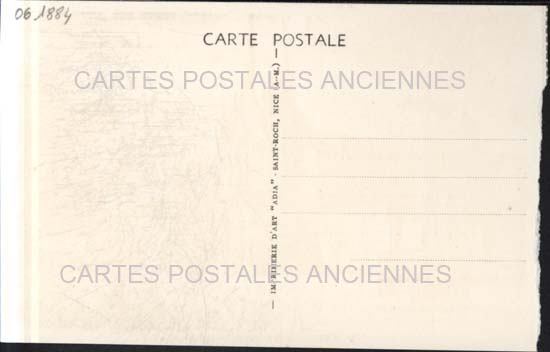 06 1884
CARTE POSTALE
CARTES POSTALES ANCIENNES
— IMPRIMERIE D'ART "ADIA" - SAINT-ROCH, NICE (A.-M.) —
CARTES POSTALES ANCIENNES